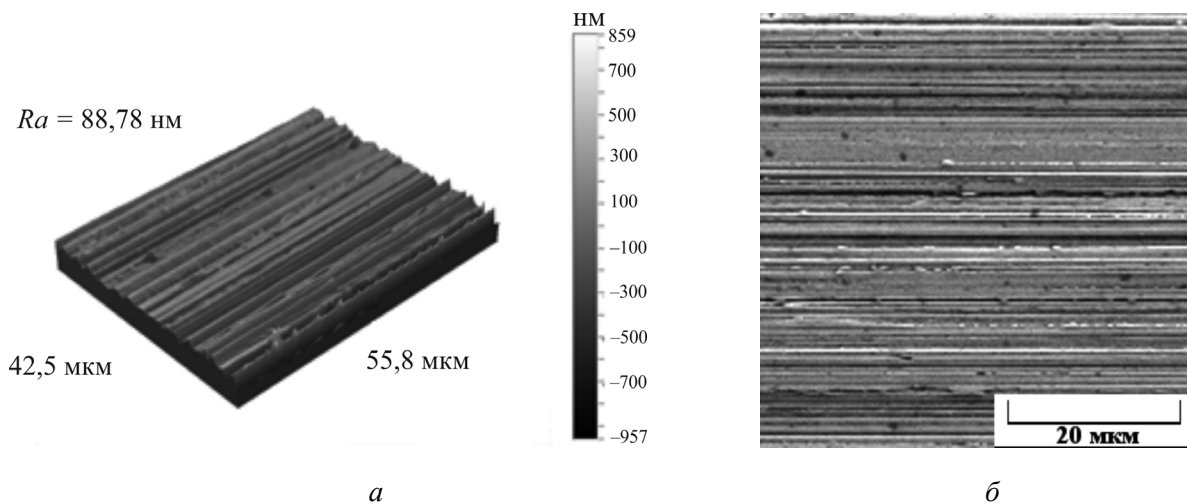 нм
859
700
500
300
100
–100
–300
–500
–700
–957
Ra = 88,78 нм
42,5 мкм
55,8 мкм
20 мкм
а
б